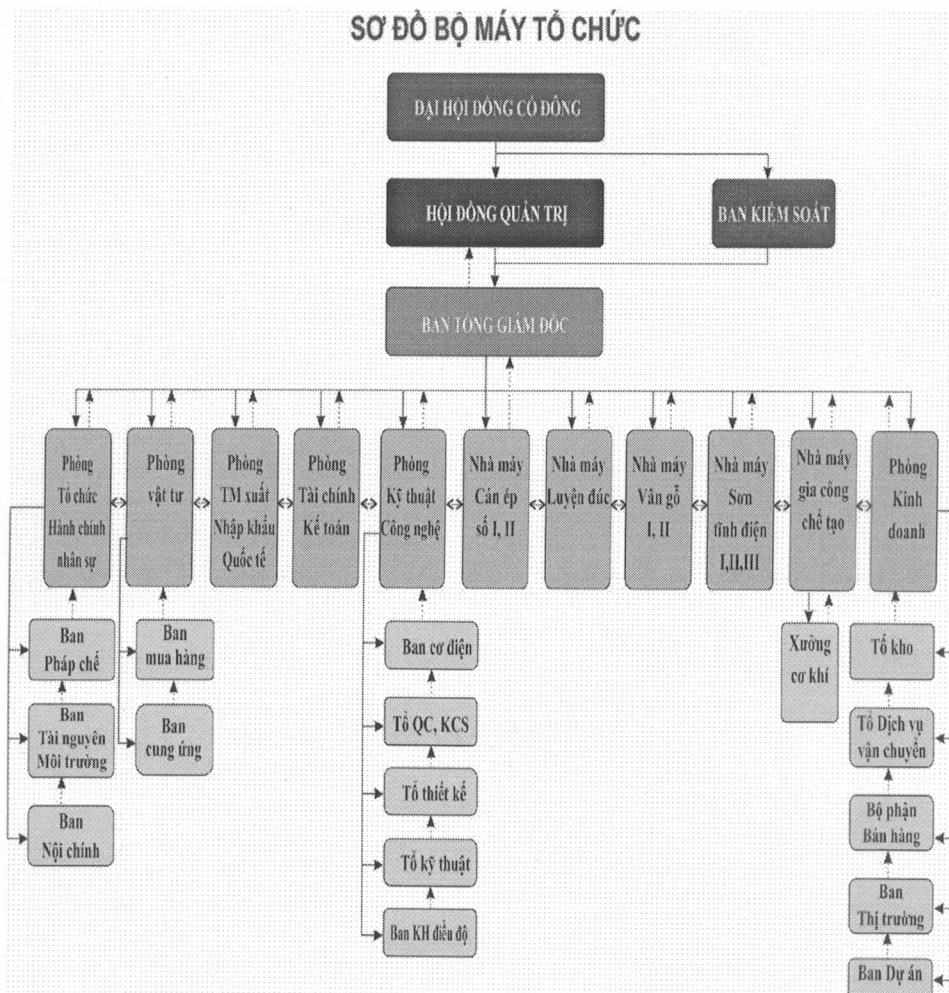 SƠ ĐỒ BỘ MÁY TỔ CHỨC
ĐẠI HỘI ĐỒNG CỔ ĐÔNG
HỘI ĐỒNG QUẢN TRỊ
BAN KIỂM SOÁT
BAN TỔNG GIÁM ĐỐC
Phòng
Tổ chức
Hành chính
nhân sự
Phòng
vật tư
Phòng
TM xuất
Nhập khẩu
Quốc tế
Phòng
Tài chính
Kế toán
Phòng
Kỹ thuật
Công nghệ
Nhà máy
Cán ép
số I, II
Nhà máy
Luyện đúc
Nhà máy
Vân gỗ
I, II
Nhà máy
Sơn
tĩnh điện
I,II,III
Nhà máy
gia công
chế tạo
Phòng
Kinh
doanh
Ban
Pháp chế
Ban
Tài nguyên
Môi trường
Ban
Nội chính
Ban
mua hàng
Ban
cung ứng
Ban cơ điện
Tổ QC, KCS
Tổ thiết kế
Tổ kỹ thuật
Ban KH điều độ
Xưởng
cơ khí
Tổ kho
Tổ Dịch vụ
vận chuyển
Bộ phận
Bán hàng
Ban
Thị trường
Ban Dự án